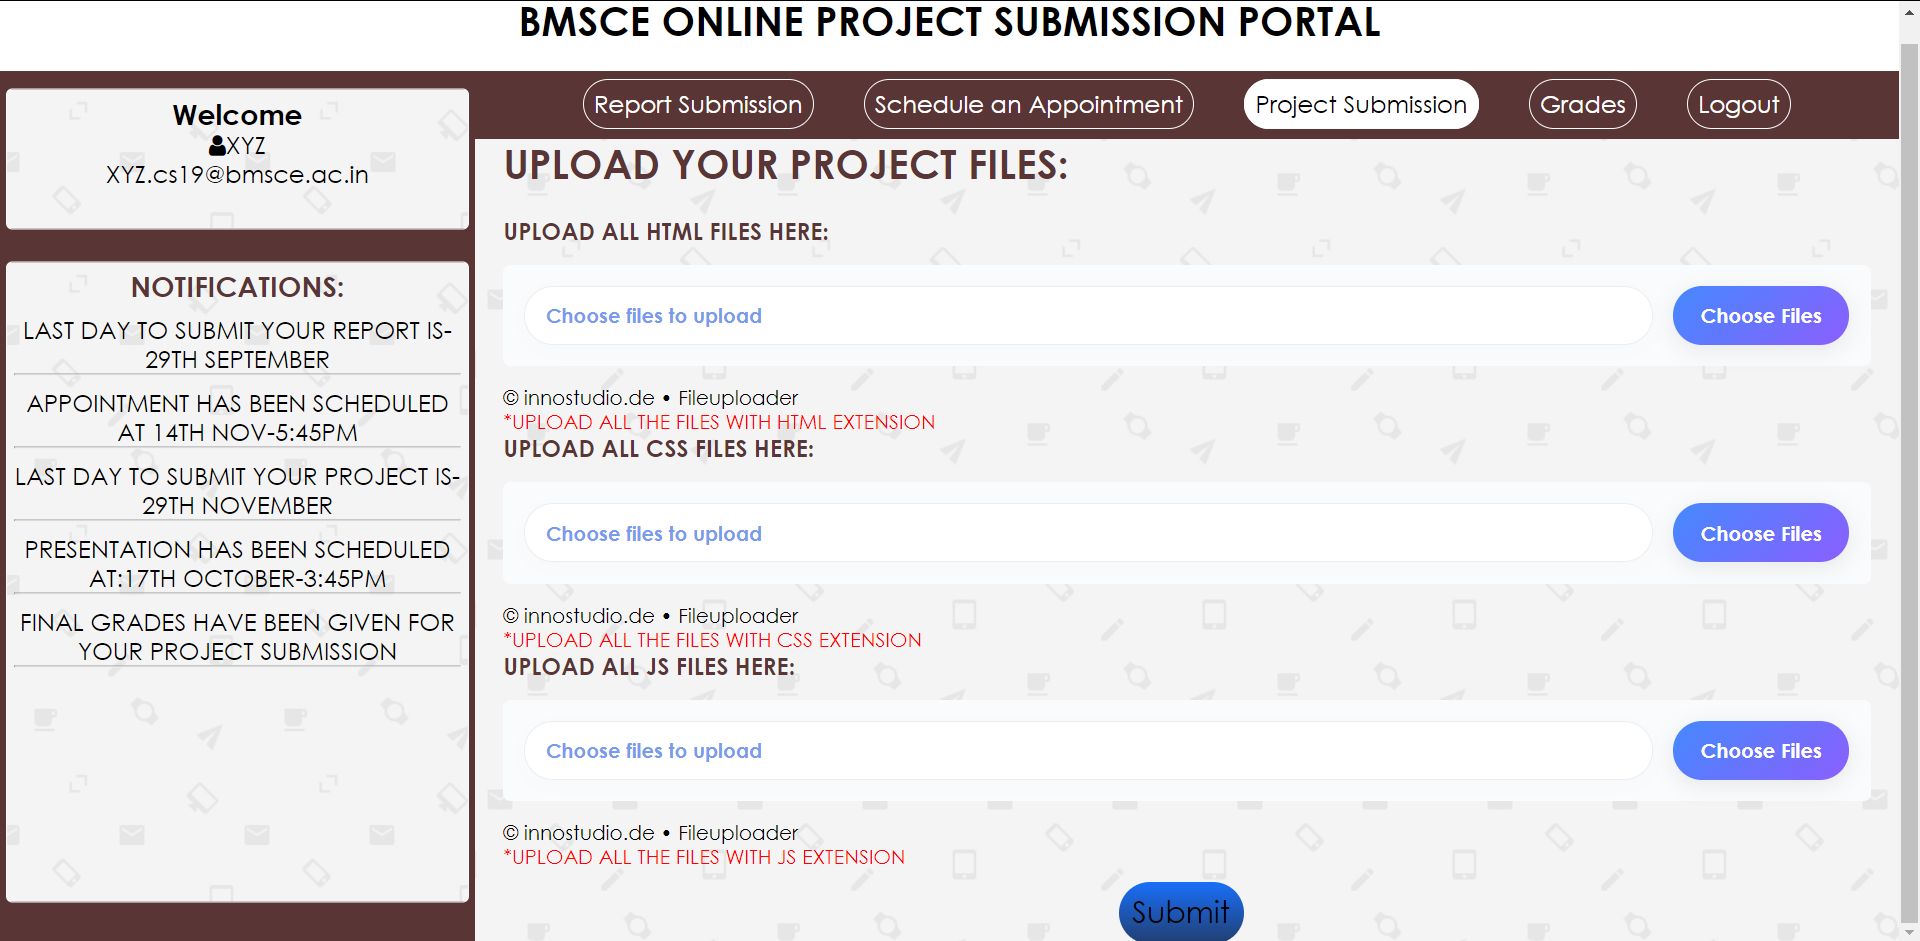 BMSCE ONLINE PROJECT SUBMISSION PORTAL
Report Submission
Schedule an Appointment
Project Submission
Grades
Logout
Welcome
XYZ
XYZ.cs19@bmsce.ac.in
NOTIFICATIONS:
LAST DAY TO SUBMIT YOUR REPORT IS-
29TH SEPTEMBER
APPOINTMENT HAS BEEN SCHEDULED
AT 14TH NOV-5:45PM
LAST DAY TO SUBMIT YOUR PROJECT IS-
29TH NOVEMBER
PRESENTATION HAS BEEN SCHEDULED
AT:17TH OCTOBER-3:45PM
FINAL GRADES HAVE BEEN GIVEN FOR
YOUR PROJECT SUBMISSION
UPLOAD YOUR PROJECT FILES:
UPLOAD ALL HTML FILES HERE:
Choose files to upload
Choose Files
© innostudio.de • Fileuploader
*UPLOAD ALL THE FILES WITH HTML EXTENSION
UPLOAD ALL CSS FILES HERE:
Choose files to upload
Choose Files
© innostudio.de • Fileuploader
*UPLOAD ALL THE FILES WITH CSS EXTENSION
UPLOAD ALL JS FILES HERE:
Choose files to upload
Choose Files
© innostudio.de • Fileuploader
*UPLOAD ALL THE FILES WITH JS EXTENSION
Submit